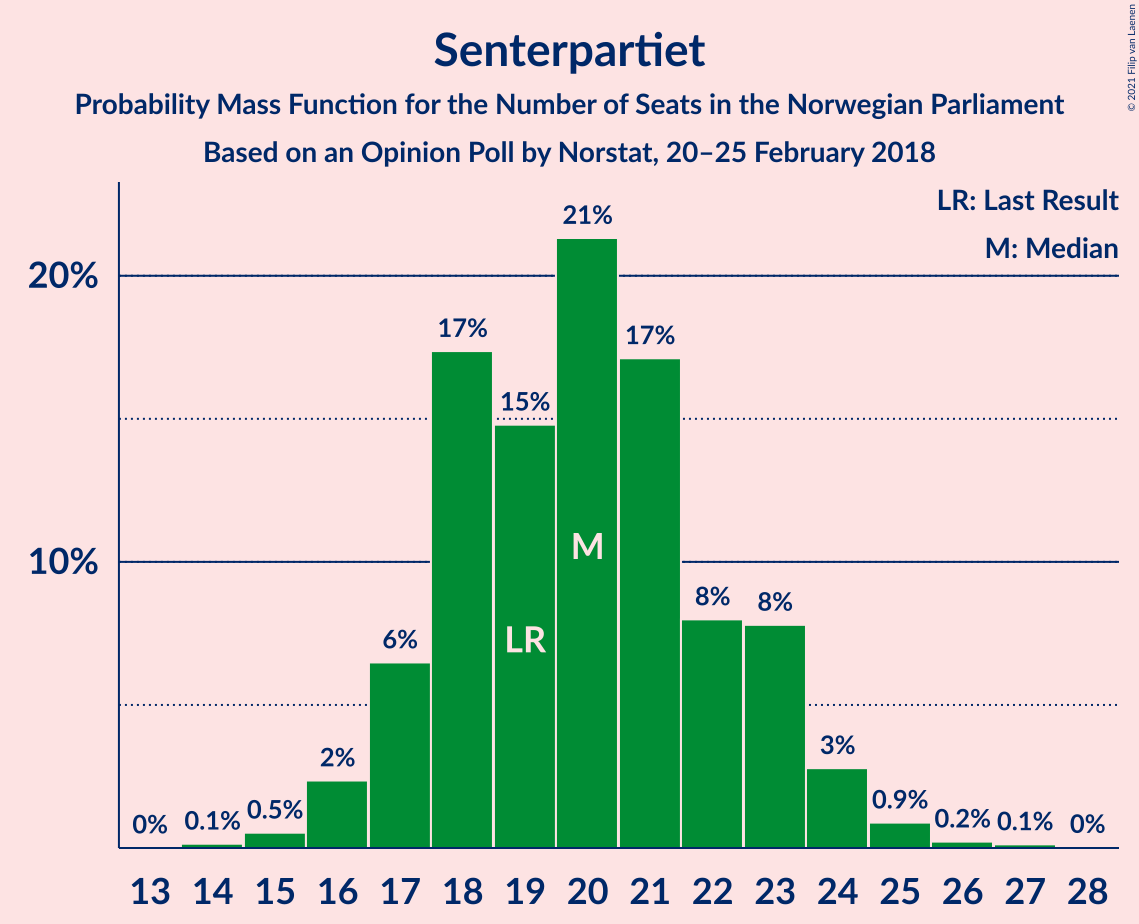 Senterpartiet
Probability Mass Function for the Number of Seats in the Norwegian Parliament
Based on an Opinion Poll by Norstat, 20–25 February 2018
© 2021 Filip van Laenen
LR: Last Result
M: Median
20%
10%
0%
0.1%
0.5%
2%
6%
17%
15%
21%
17%
8%
8%
3%
0.9%
0.2%
0.1%
0%
LR
M
13 14 15 16 17 18 19 20 21 22 23 24 25 26 27 28